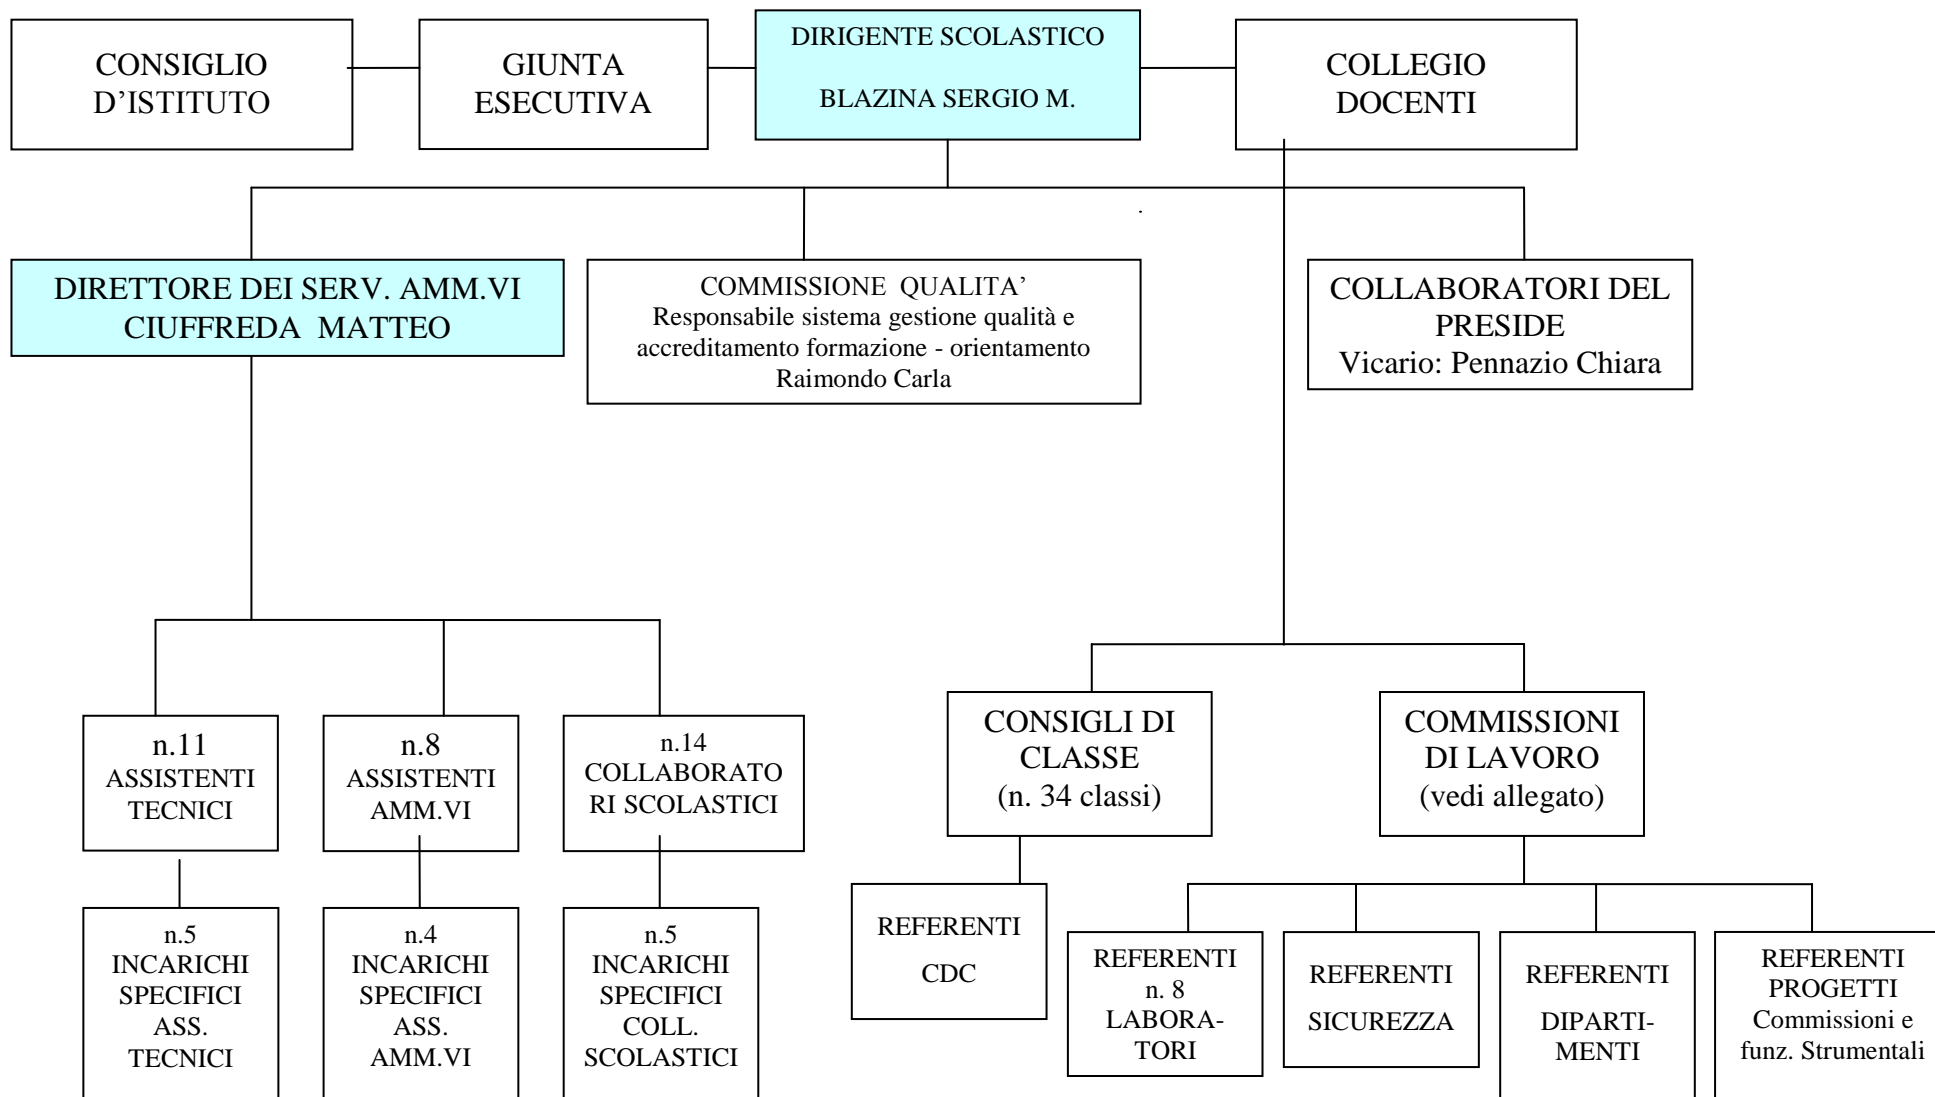 CONSIGLIO
D'ISTITUTO
GIUNTA
ESECUTIVA
DIRIGENTE SCOLASTICO
BLAZINA SERGIO M.
COLLEGIO
DOCENTI
DIRETTORE DEI SERV. AMM.VI
CIUFFREDA MATTEO
COMMISSIONE QUALITA'
Responsabile sistema gestione qualità e
accreditamento formazione - orientamento
Raimondo Carla
COLLABORATORI DEL
PRESIDE
Vicario: Pennazio Chiara
n.11
ASSISTENTI
TECNICI
n.8
ASSISTENTI
AMM.VI
n.14
COLLABORATO
RI SCOLASTICI
CONSIGLI DI
CLASSE
(n. 34 classi)
COMMISSIONI
DI LAVORO
(vedi allegato)
n.5
INCARICHI
SPECIFICI
ASS.
TECNICI
n.4
INCARICHI
SPECIFICI
ASS.
AMM.VI
n.5
INCARICHI
SPECIFICI
COLL.
SCOLASTICI
REFERENTI
CDC
REFERENTI
n. 8
LABORA-
TORI
REFERENTI
SICUREZZA
REFERENTI
DIPARTI-
MENTI
REFERENTI
PROGETTI
Commissioni e
funz. Strumentali